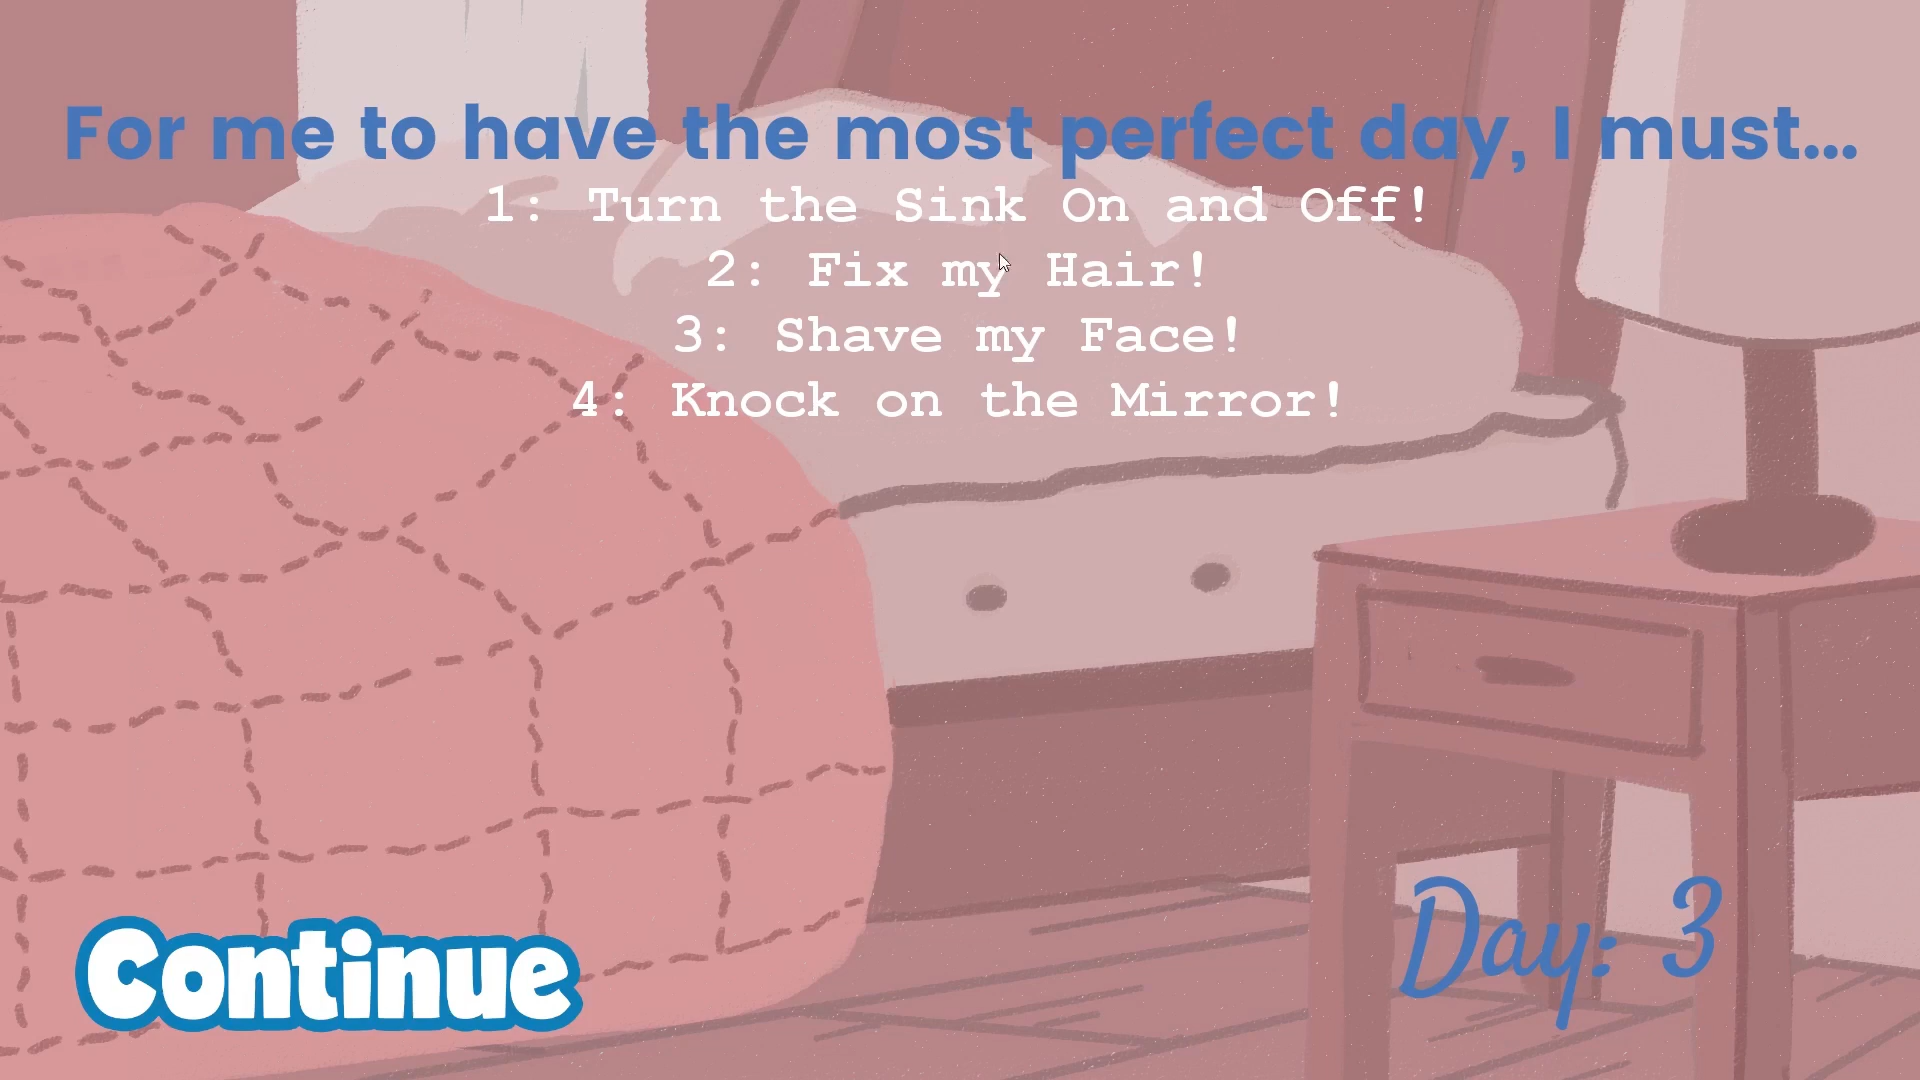 For me to have the most perfect day, I must...
1: Turn the Sink On and Off!
2: Fix my Hair!
3: Shave my Face!
4: Knock on the Mirror!
Continue
Day: 3